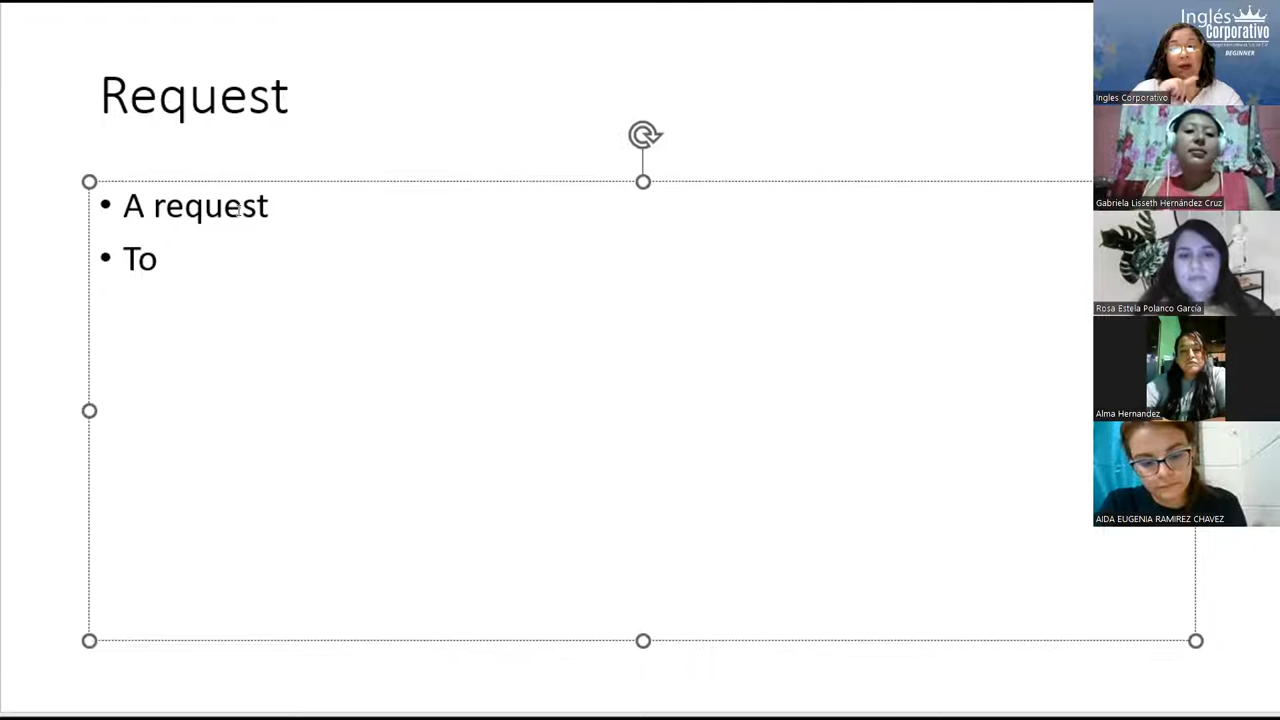 Request
• A request
• To
Inglés
Corporativo
BEGINNER
Ingles Corporativo
Gabriela Lisseth Hernández Cruz
Rosa Estela Polanco García
Alma Hernandez
AIDA EUGENIA RAMIREZ CHAVEZ